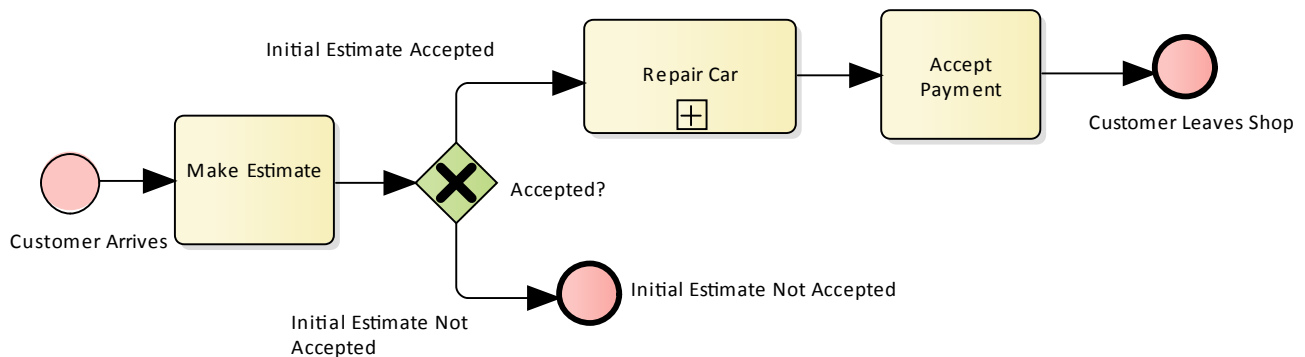 Initial Estimate Accepted
Repair Car
Accept
Payment
Customer Leaves Shop
Make Estimate
Accepted?
Customer Arrives
Initial Estimate Not Accepted
Initial Estimate Not
Accepted